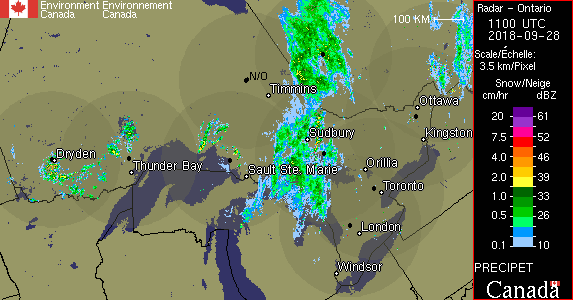 Environment Environnement
Canada Canada
100 KM
N/O
Timmins
Ottawa
Sudbury
Kingston
Dryden
Thunder Bay
Sault Ste. Marie
Orillia
Toronto
London
Windsor
Radar - Ontario
1100 UTC
2018-09-28
Scale/Échelle:
3.5 km/Pixel
Snow/Neige
cm/hr dBZ
20 61
7.5 52
4.0 46
2.0 39
1.0 33
0.5 26
0.1 10
PRECIPET
Canada